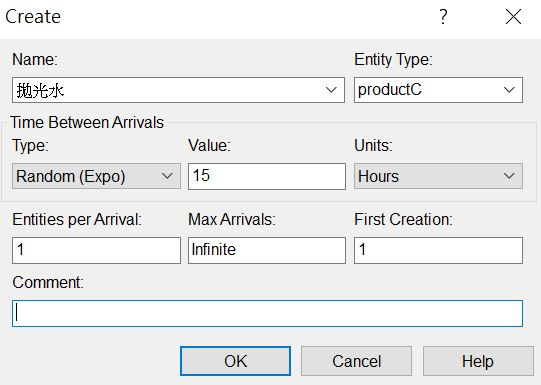 Create ?
Name: Entity Type:
拋光水 productC
Time Between Arrivals
Type: Value: Units:
Random (Expo) 15 Hours
Entities per Arrival: Max Arrivals: First Creation:
1 Infinite 1
Comment:
OK Cancel Help